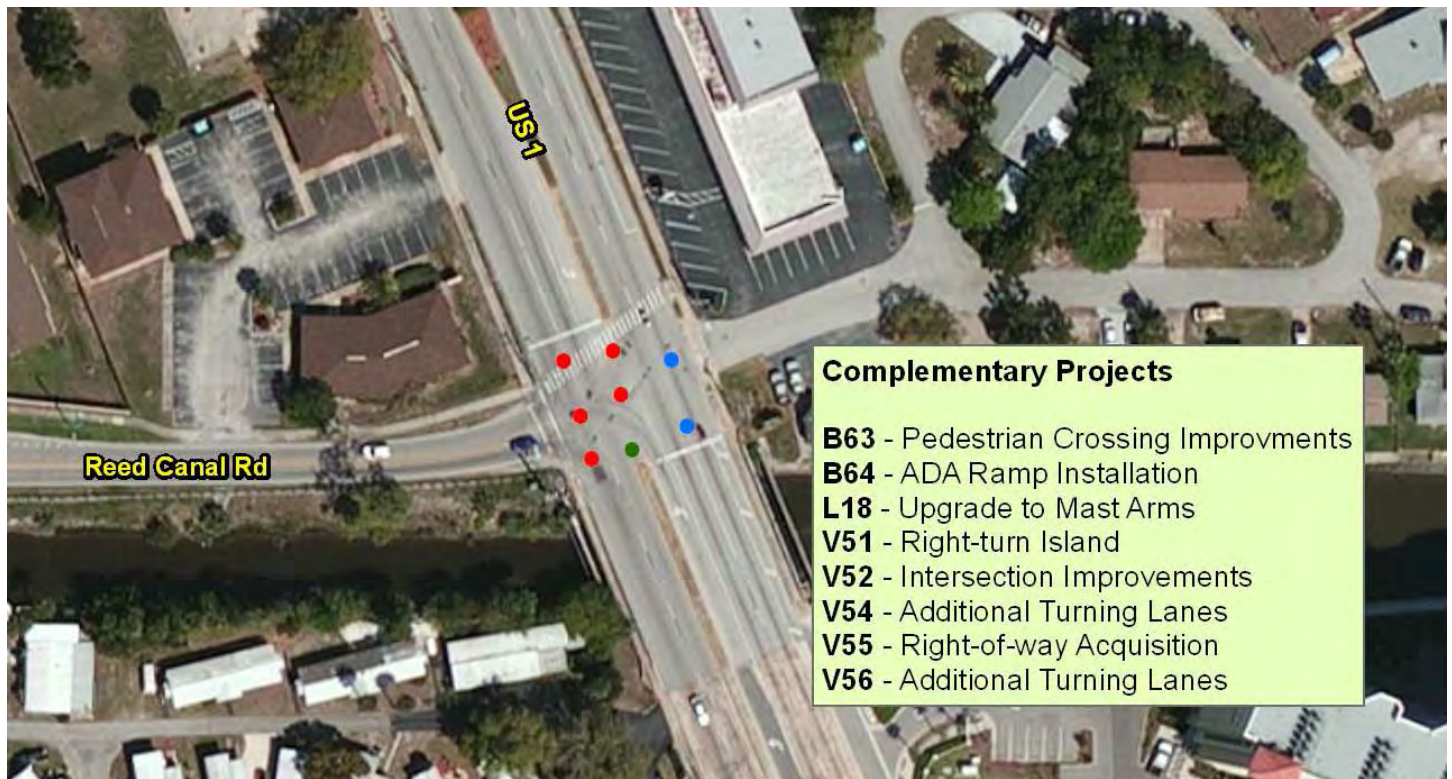 US 1
Reed Canal Rd
Complementary Projects
B63 - Pedestrian Crossing Improvments
B64 - ADA Ramp Installation
L18 - Upgrade to Mast Arms
V51 - Right-turn Island
V52 - Intersection Improvements
V54 - Additional Turning Lanes
V55 - Right-of-way Acquisition
V56 - Additional Turning Lanes